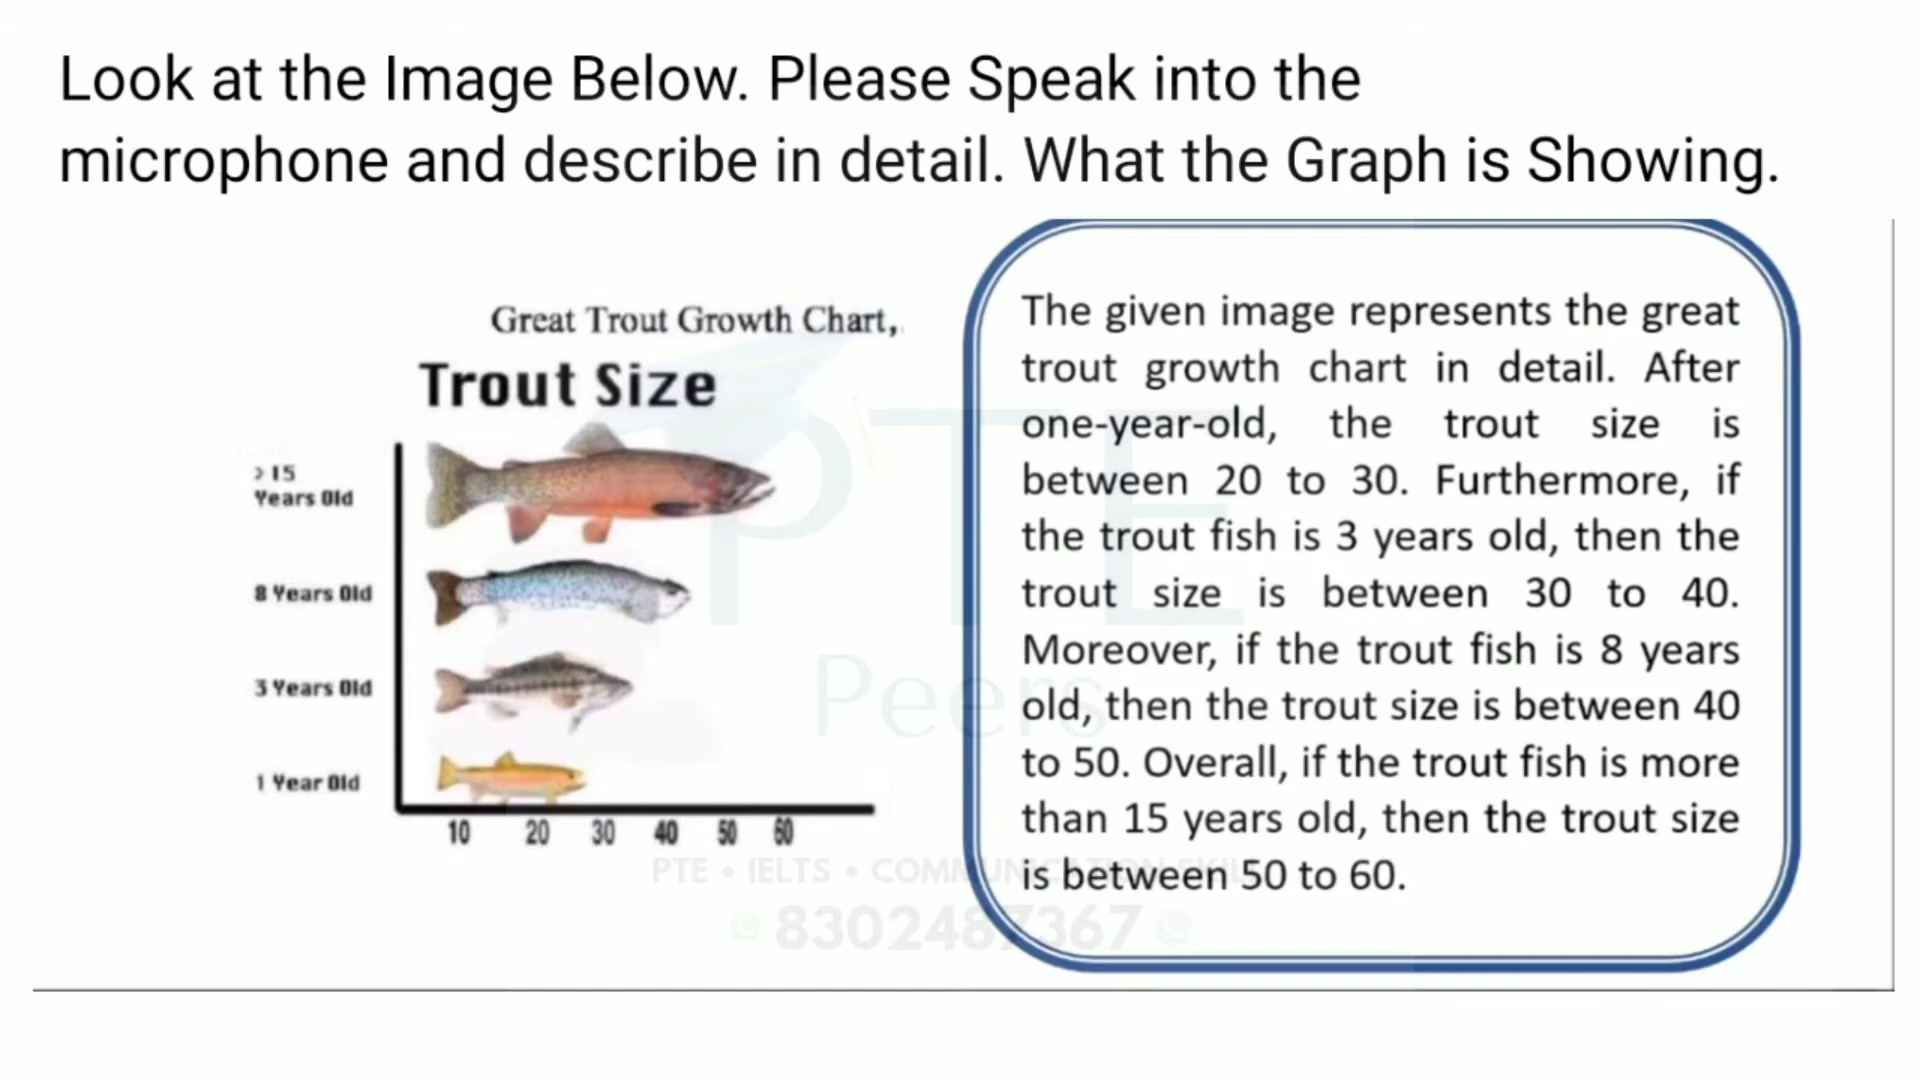 Look at the Image Below. Please Speak into the
microphone and describe in detail. What the Graph is Showing.
Great Trout Growth Chart,
Trout Size
> 15
Years Old
8 Years Old
3 Years Old
1 Year Old
10 20 30 40 50 60
The given image represents the great
trout growth chart in detail. After
one-year-old, the trout size is
between 20 to 30. Furthermore, if
the trout fish is 3 years old, then the
trout size is between 30 to 40.
Moreover, if the trout fish is 8 years
old, then the trout size is between 40
to 50. Overall, if the trout fish is more
than 15 years old, then the trout size
is between 50 to 60.
PTE
Peers
PTE • IELTS • COMMUNICATION SKIL
8302487367